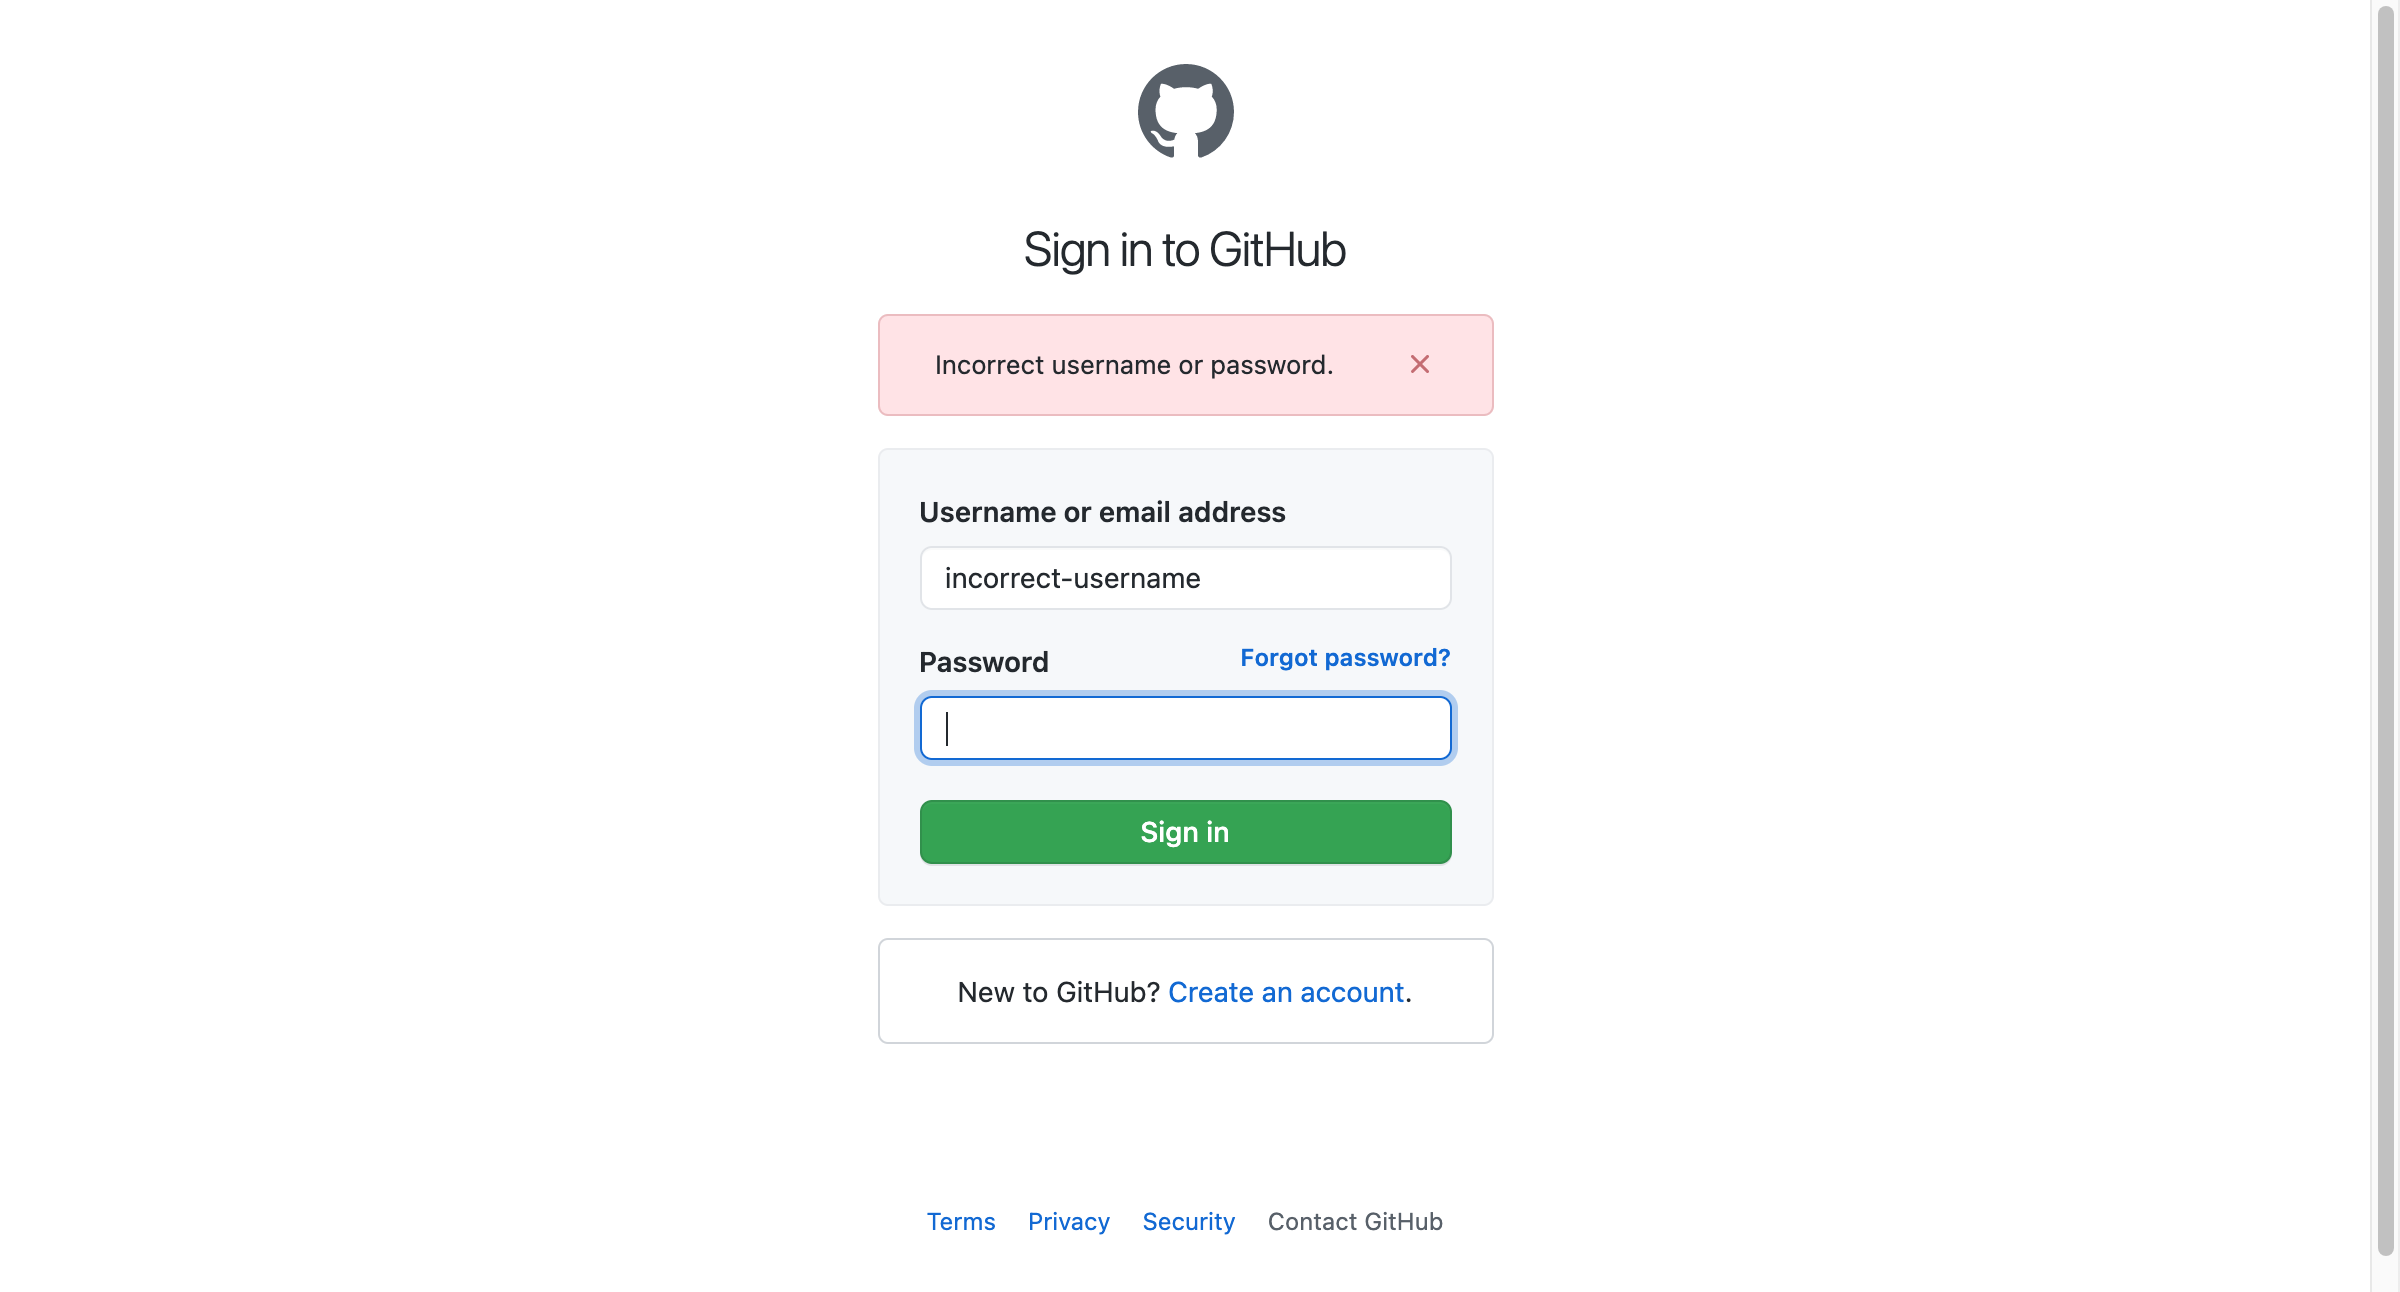 Sign in to GitHub
Incorrect username or password.
Username or email address
incorrect-username
Password
Forgot password?
Sign in
New to GitHub? Create an account.
Terms Privacy Security Contact GitHub